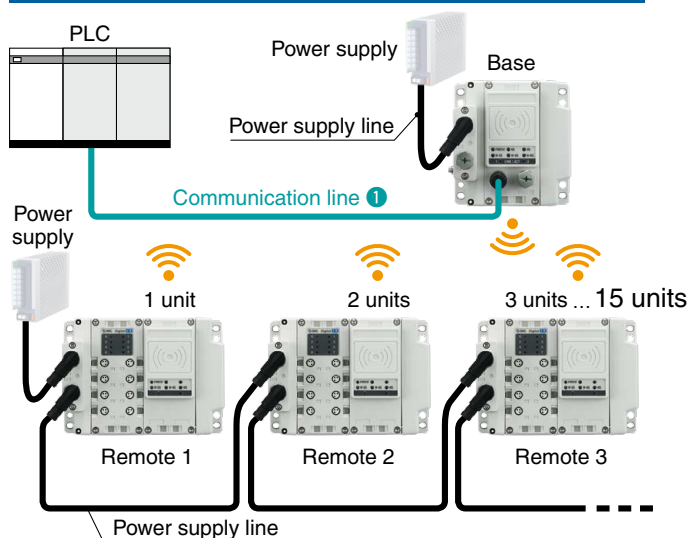 PLC
Power supply
Base
Power supply line
Communication line ❶
Power
supply
1 unit
2 units
3 units ... 15 units
Remote 1
Remote 2
Remote 3
Power supply line